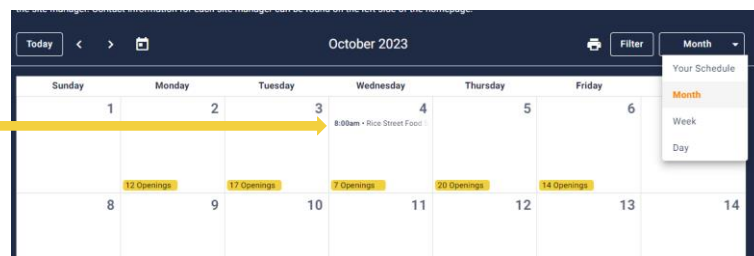 the site manager. Contact information for each site manager can be found on the left side of the homepage.
Today < > October 2023 Filter Month
Your Schedule
Month
Week
Day
Sunday Monday Tuesday Wednesday Thursday Friday
1 2 3 4 5 6
8:00am • Rice Street Food
12 Openings 17 Openings 7 Openings 20 Openings 14 Openings
8 9 10 11 12 13 14